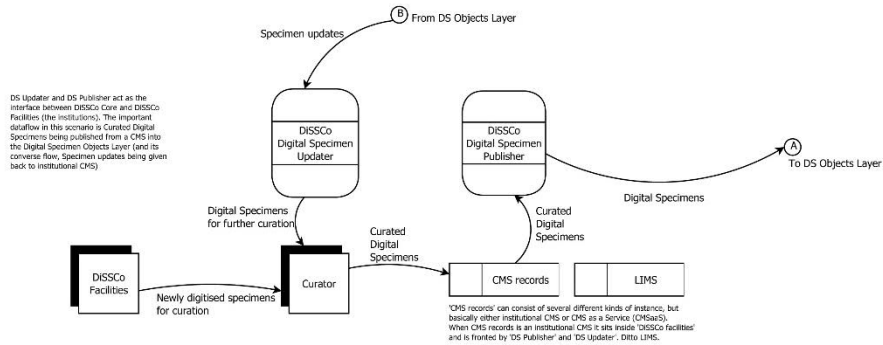 B
From DS Objects Layer
Specimen updates
DS Updater and DS Publisher act as the
interface between DiSSCo Core and DiSSCo
Facilities (the institutions). The important
dataflow in this scenario is Curated Digital
Specimens being published from a CMS into
the Digital Specimen Objects Layer (and its
converse flow, Specimen updates being given
back to institutional CMS)
DiSSCo
Digital Specimen
Updater
DiSSCo
Digital Specimen
Publisher
A
To DS Objects Layer
Digital Specimens
Digital Specimens
for further curation
Curated
Digital
Specimens
Curated
Digital
Specimens
DiSSCo
Facilities
Newly digitised specimens
for curation
Curator
CMS records
LIMS
'CMS records' can consist of several different kinds of instance, but
basically either institutional CMS or CMS as a Service (CMSaaS).
When CMS records is an institutional CMS it sits inside 'DiSSCo facilities'
and is fronted by 'DS Publisher' and 'DS Updater'. Ditto LIMS.